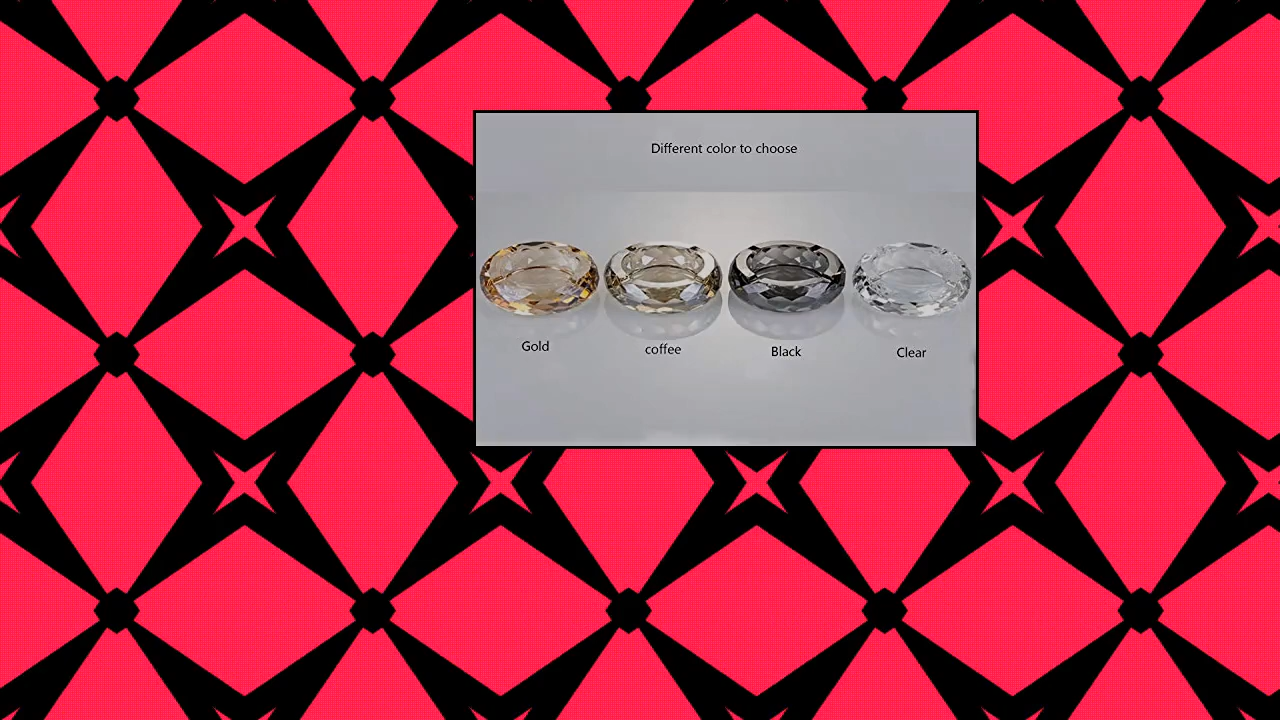 Different color to choose
Gold
coffee
Black
Clear